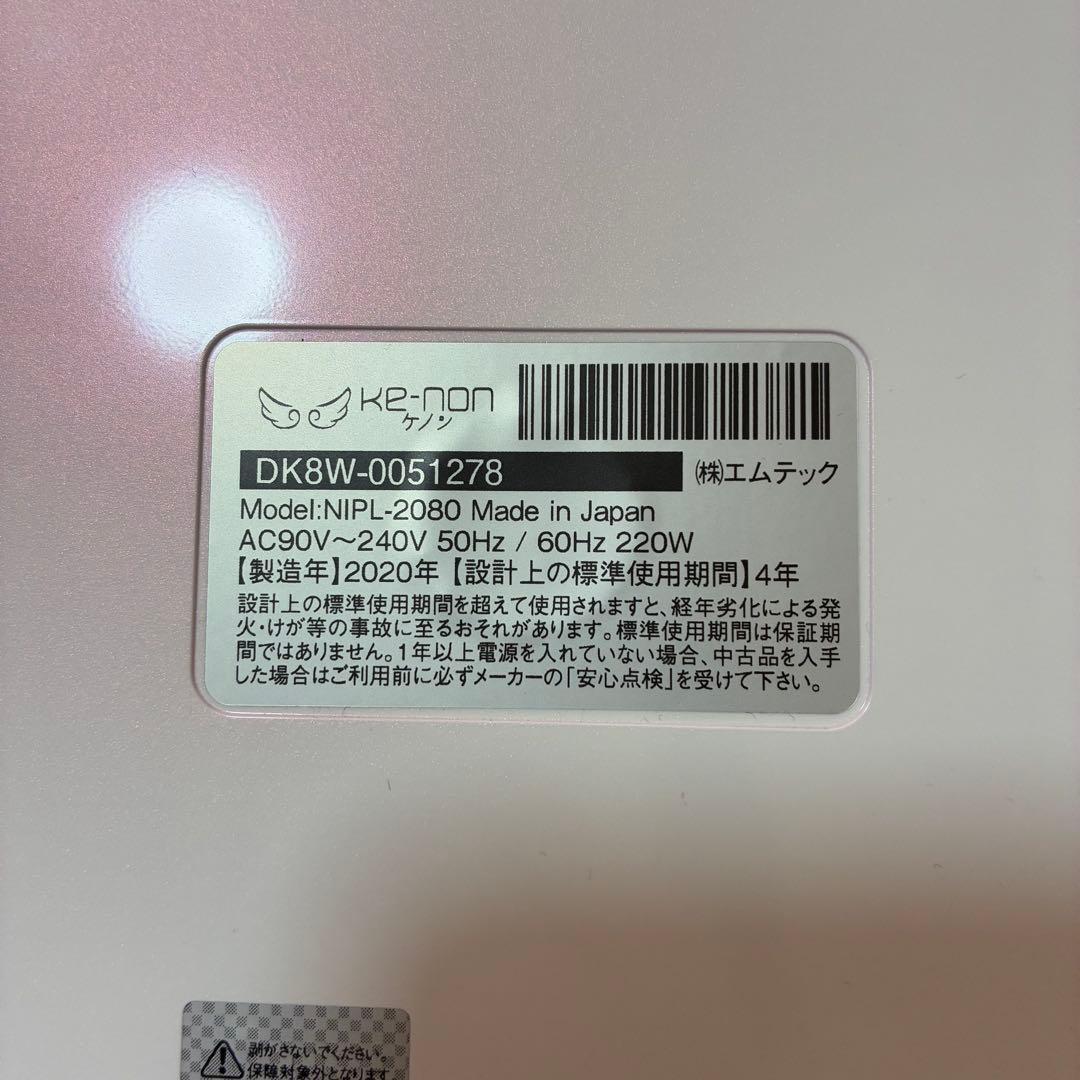 ke-non
ケノン
DK8W-0051278
㈱エムテック
Model:NIPL-2080 Made in Japan
AC90V～240V 50Hz / 60Hz 220W
【製造年】2020年【設計上の標準使用期間】4年
設計上の標準使用期間を超えて使用されますと、経年劣化による発
火・けが等の事故に至るおそれがあります。標準使用期間は保証期
間ではありません。1年以上電源を入れていない場合、中古品を入手
した場合はご利用前に必ずメーカーの「安心点検」を受けて下さい。
剥がさないでください。
保障対象外となります